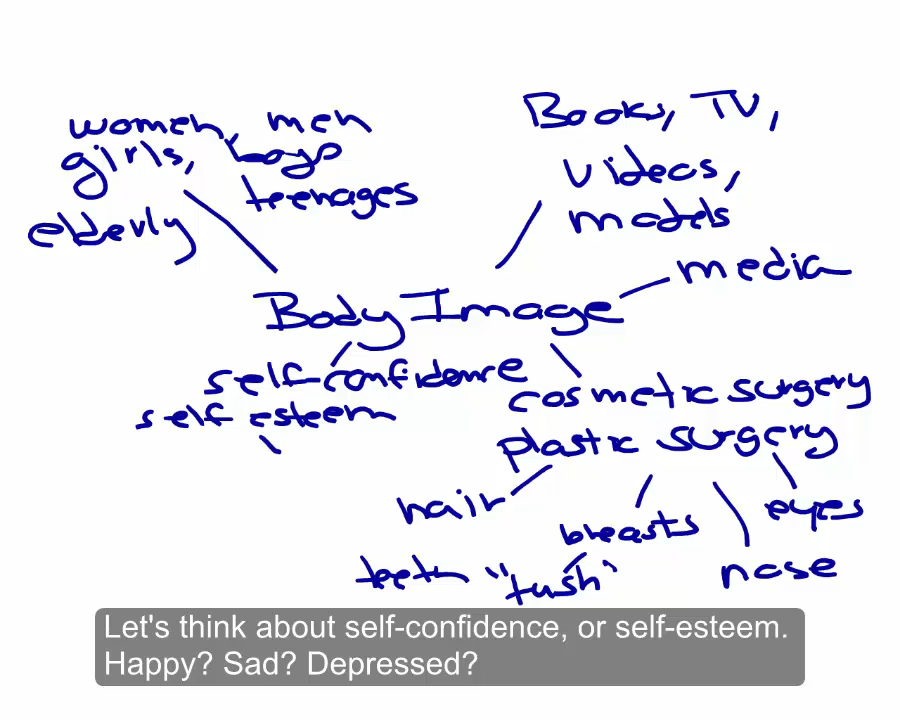 women, men
girls, boys
teenages
elderly
Books, TV,
videos,
models
media
Body Image
self-confidence
self esteem
cosmetic surgery
plastic surgery
hair
breasts
eyes
teeth "tush"
nose
Let's think about self-confidence, or self-esteem.
Happy? Sad? Depressed?